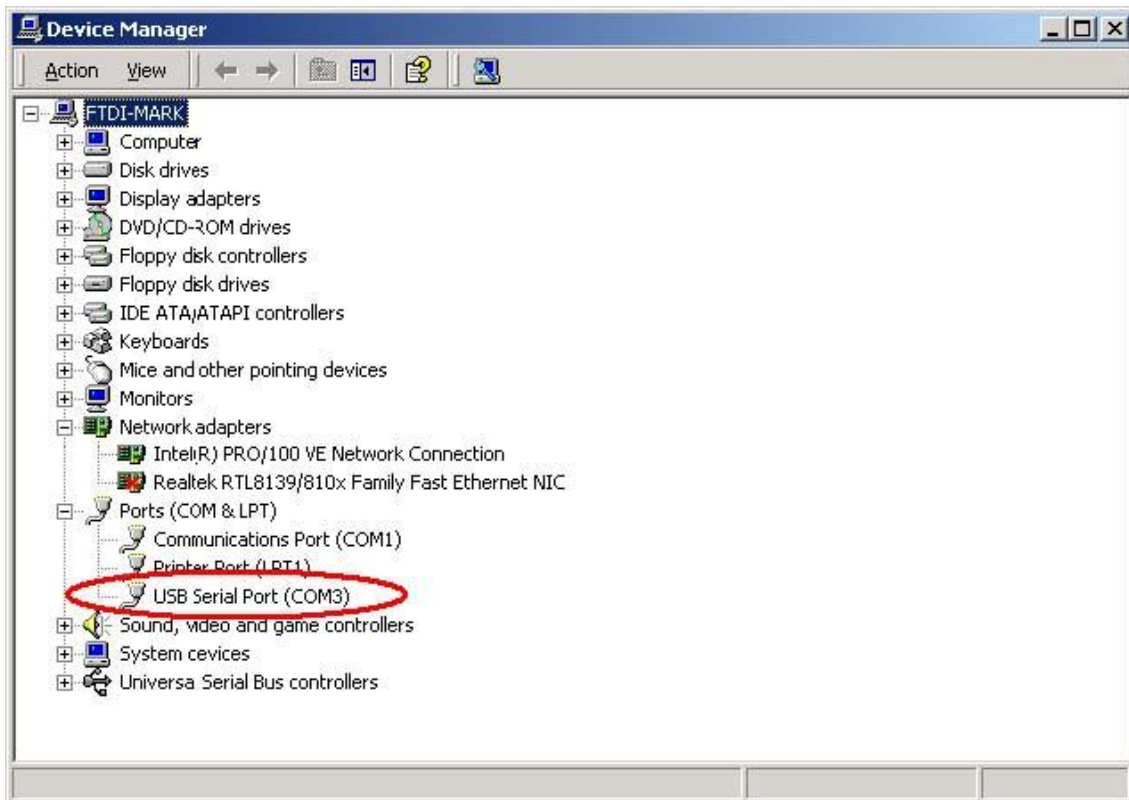 Device Manager
Action View
FTDI-MARK
Computer
Disk drives
Display adapters
DVD/CD-ROM drives
Floppy disk controllers
Floppy disk drives
IDE ATA/ATAPI controllers
Keyboards
Mice and other pointing devices
Monitors
Network adapters
Intel(R) PRO/100 VE Network Connection
Realtek RTL8139/810x Family Fast Ethernet NIC
Ports (COM & LPT)
Communications Port (COM1)
Printer Port (LPT1)
USB Serial Port (COM3)
Sound, video and game controllers
System cevices
Universa Serial Bus controllers